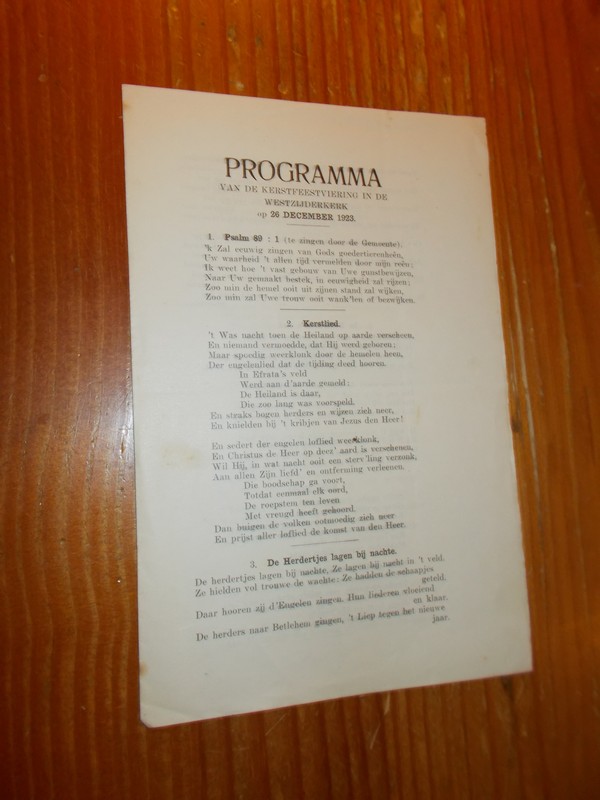 PROGRAMMA
VAN DE KERSTFEESTVIERING IN DE
WESTZIJDERKERK
op 26 DECEMBER 1923.
1. Psalm 89 : 1 (te zingen door de Gemeente).
'k Zal eeuwig zingen van Gods goedertierenheên,
Uw waarheid 't allen tijd vermelden door mijn reên;
Ik weet hoe 't vast gebouw van Uwe gunstbewijzen,
Naar Uw gemaakt bestek, in eeuwigheid zal rijzen;
Zoo min de hemel ooit uit zijnen stand zal wijken,
Zoo min zal Uwe trouw ooit wank'len of bezwijken.
2. Kerstlied.
't Was nacht toen de Heiland op aarde verscheen,
En niemand vermoedde, dat Hij werd geboren;
Maar spoedig weerklonk door de hemelen heen,
Der engelenlied dat de tijding deed hooren.
In Efrata's veld
Werd aan d'aarde gemeld:
De Heiland is daar,
Die zoo lang was voorspeld.
En straks bogen herders en wijzen zich neer,
En knielden bij 't kribjen van Jezus den Heer!
En sedert der engelen loflied weerklonk,
En Christus de Heer op deez' aard is verschenen,
Wil Hij, in wat nacht ooit een sterv'ling verzonk,
Aan allen Zijn liefd' en ontferming verleenen.
Die boodschap ga voort,
Totdat eenmaal elk oord,
De roepstem ten leven
Met vreugd heeft gehoord.
Dan buigen de volken ootmoedig zich neer
En prijst aller loflied de komst van den Heer.
3. De Herdertjes lagen bij nachte.
De herdertjes lagen bij nachte, Ze lagen bij nacht in 't veld.
Ze hielden vol trouwe de wachte; Ze hadden de schaapjes
geteld.
Daar hooren zij d'Engelen zingen. Hun liederen vloeiend
en klaar.
De herders naar Betlehem gingen, 't Liep tegen het nieuwe
jaar.